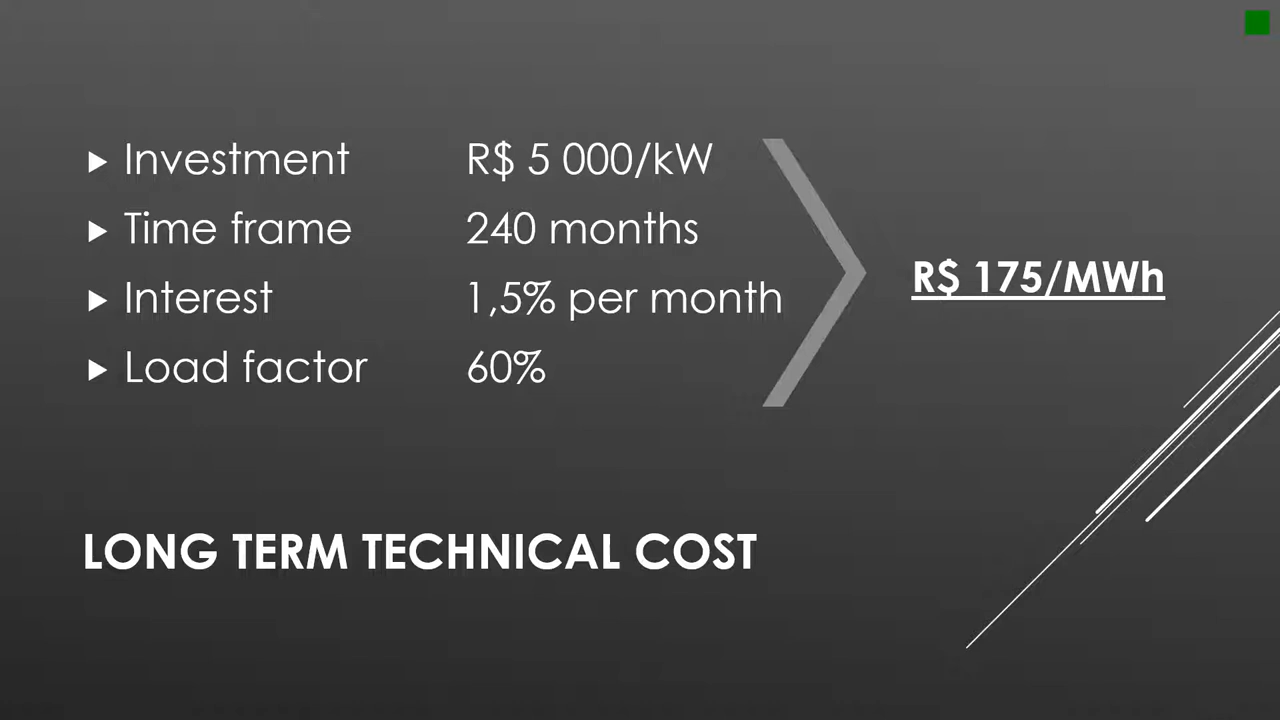 Investment R$ 5 000/kW
Time frame 240 months
Interest 1,5% per month
Load factor 60%
R$ 175/MWh
LONG TERM TECHNICAL COST